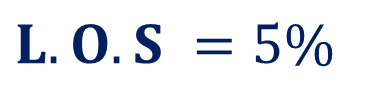 L. O. S = 5%